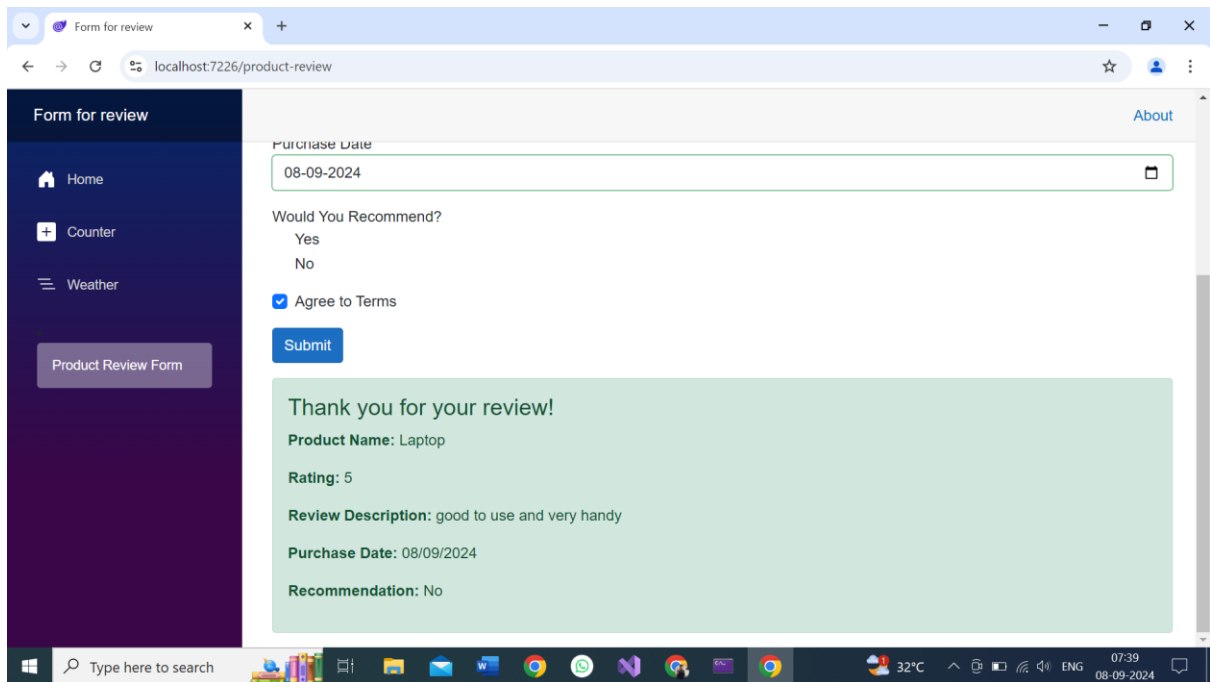 Form for review
localhost:7226/product-review
Form for review
About
Home
Counter
Weather
Product Review Form
Purchase Date
08-09-2024
Would You Recommend?
Yes
No
Agree to Terms
Submit
Thank you for your review!
Product Name: Laptop
Rating: 5
Review Description: good to use and very handy
Purchase Date: 08/09/2024
Recommendation: No
Type here to search
32°C
ENG
07:39
08-09-2024